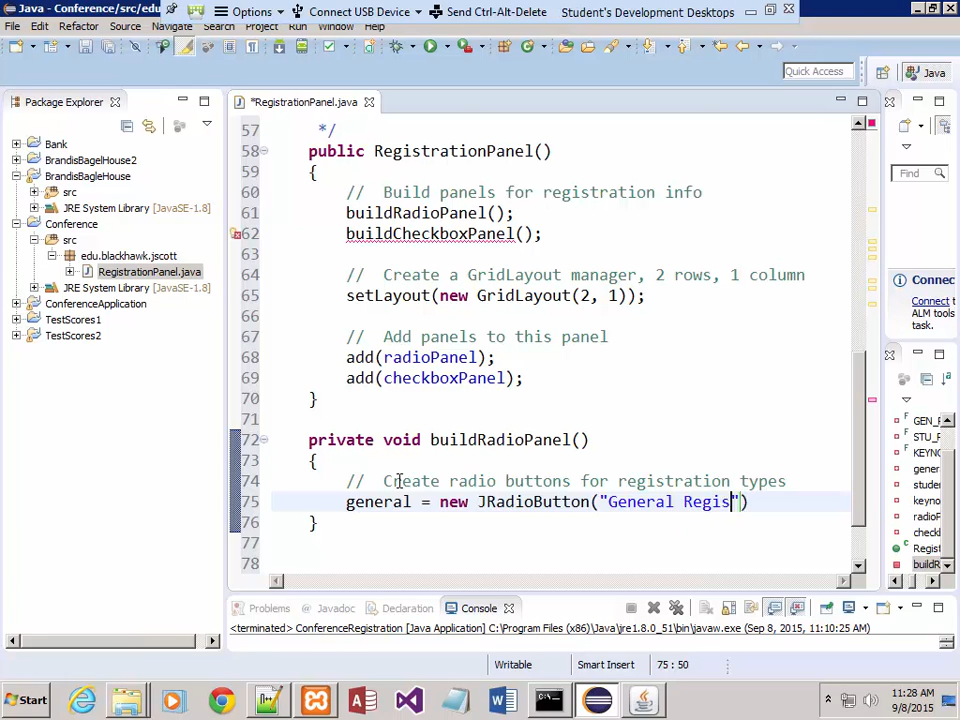 Java - Conference/src/edu
Options
Connect USB Device
Send Ctrl-Alt-Delete
Student's Development Desktops
File Edit Refactor Source Navigate Search Project Run Window Help
Quick Access
Java
Package Explorer
*RegistrationPanel.java
Bank
BrandisBagelHouse2
BrandisBagleHouse
src
JRE System Library [JavaSE-1.8]
Conference
src
edu.blackhawk.jscott
RegistrationPanel.java
JRE System Library [JavaSE-1.8]
ConferenceApplication
TestScores1
TestScores2
57 */
58 public RegistrationPanel()
59 {
60 // Build panels for registration info
61 buildRadioPanel();
62 buildCheckboxPanel();
63
64 // Create a GridLayout manager, 2 rows, 1 column
65 setLayout(new GridLayout(2, 1));
66
67 // Add panels to this panel
68 add(radioPanel);
69 add(checkboxPanel);
70 }
71
72 private void buildRadioPanel()
73 {
74 // Create radio buttons for registration types
75 general = new JRadioButton("General Regis")
76 }
77
78
Find
Connec
Connect to
ALM tools
task.
GEN_F
STU_F
KEYNO
gener
studer
keyno
radioP
checkl
Regist
buildR
Problems
Javadoc
Declaration
Console
<terminated> ConferenceRegistration [Java Application] C:\Program Files (x86)\Java\jre1.8.0_51\bin\javaw.exe (Sep 8, 2015, 11:10:25 AM)
Writable
Smart Insert
75 : 50
Start
11:28 AM
9/8/2015